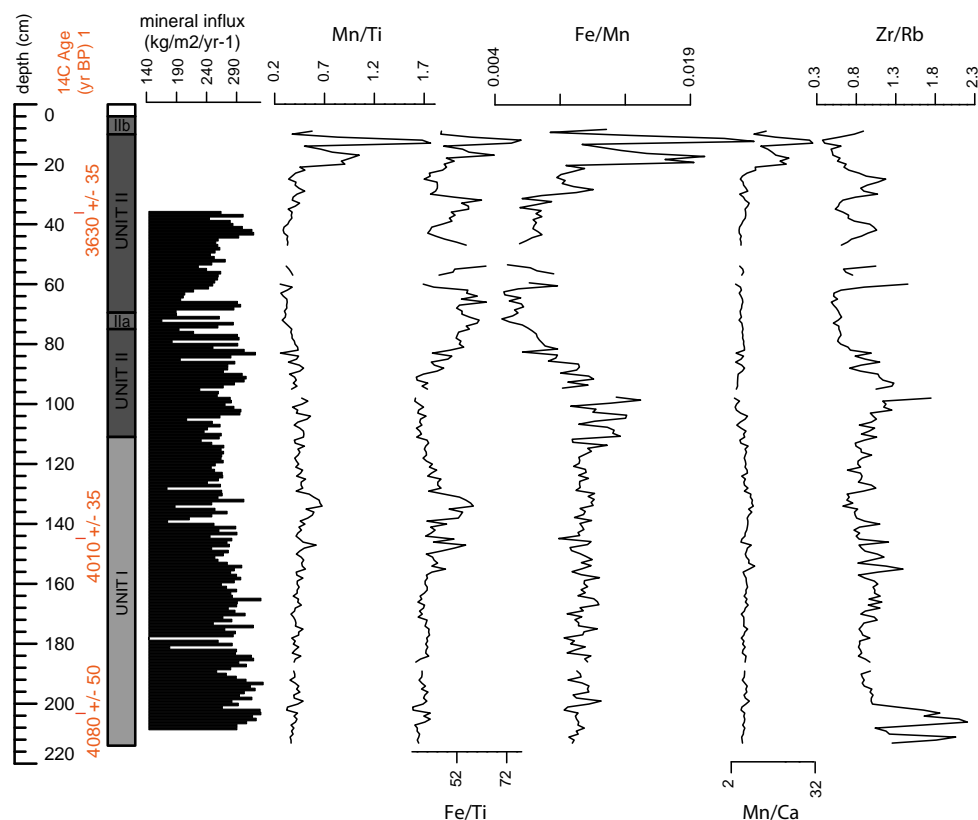 depth (cm)
14C Age
(yr BP) 1
mineral influx
(kg/m2/yr-1)
Mn/Ti
Fe/Mn
Zr/Rb
140
190
240
290
0.2
0.7
1.2
1.7
0.004
0.019
0.3
0.8
1.3
1.8
2.3
0
20
40
60
80
100
120
140
160
180
200
220
3630 +/- 35
4010 +/- 35
4080 +/- 50
IIb
UNIT II
IIa
UNIT II
UNIT I
52
72
Fe/Ti
2
32
Mn/Ca